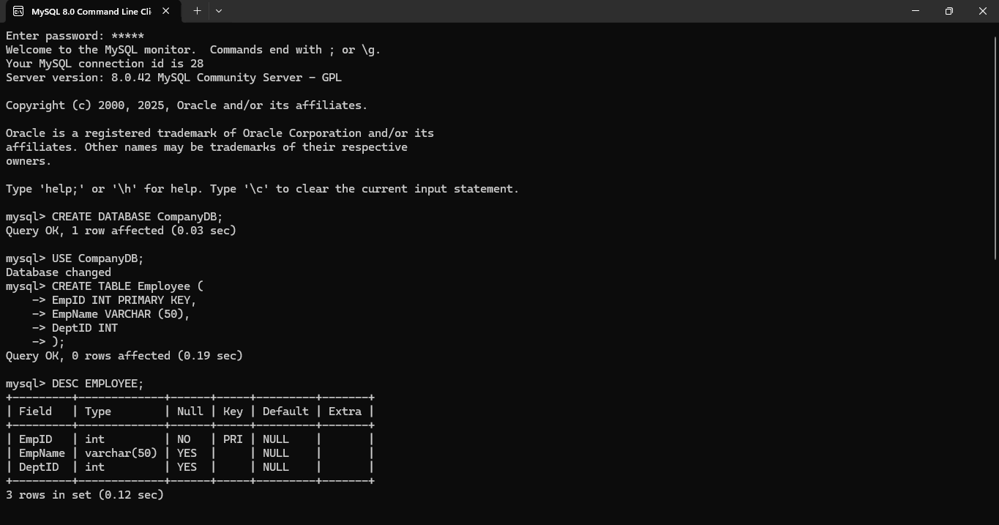 MySQL 8.0 Command Line Cli
Enter password: *****
Welcome to the MySQL monitor.  Commands end with ; or \g.
Your MySQL connection id is 28
Server version: 8.0.42 MySQL Community Server - GPL

Copyright (c) 2000, 2025, Oracle and/or its affiliates.

Oracle is a registered trademark of Oracle Corporation and/or its
affiliates. Other names may be trademarks of their respective
owners.

Type 'help;' or '\h' for help. Type '\c' to clear the current input statement.

mysql> CREATE DATABASE CompanyDB;
Query OK, 1 row affected (0.03 sec)

mysql> USE CompanyDB;
Database changed
mysql> CREATE TABLE Employee (
    -> EmpID INT PRIMARY KEY,
    -> EmpName VARCHAR (50),
    -> DeptID INT
    -> );
Query OK, 0 rows affected (0.19 sec)

mysql> DESC EMPLOYEE;
+---------+-------------+------+-----+---------+-------+
| Field   | Type        | Null | Key | Default | Extra |
+---------+-------------+------+-----+---------+-------+
| EmpID   | int         | NO   | PRI | NULL    |       |
| EmpName | varchar(50) | YES  |     | NULL    |       |
| DeptID  | int         | YES  |     | NULL    |       |
+---------+-------------+------+-----+---------+-------+
3 rows in set (0.12 sec)